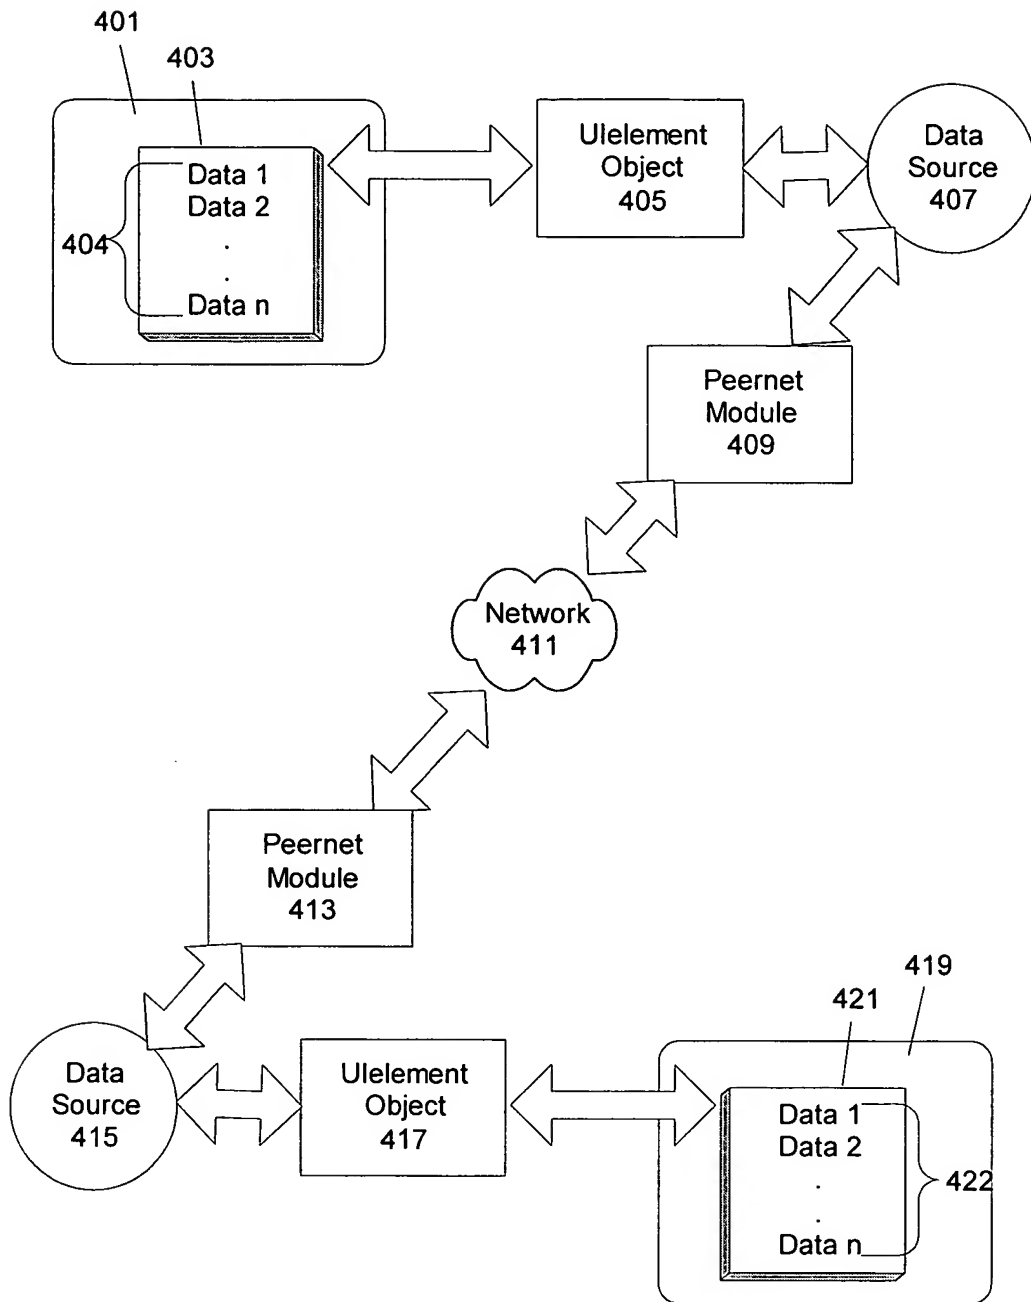 401
403
Data 1
Data 2
.
.
Data n
404
UIelement
Object
405
Data
Source
407
Peernet
Module
409
Network
411
Peernet
Module
413
Data
Source
415
UIelement
Object
417
419
421
Data 1
Data 2
.
.
Data n
422